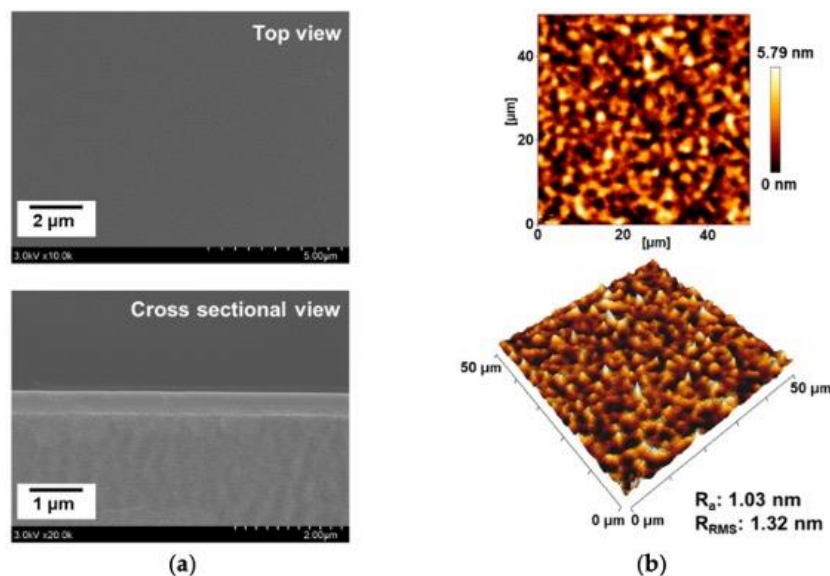 Top view
2 µm
3.0kV x10.0k 5.00µm
Cross sectional view
1 µm
3.0kV x20.0k 2.00µm
(a)
5.79 nm
0 nm
40
20
0
[µm]
0 20 40
[µm]
50 µm
50 µm
0 µm 0 µm
Ra: 1.03 nm
RRMS: 1.32 nm
(b)